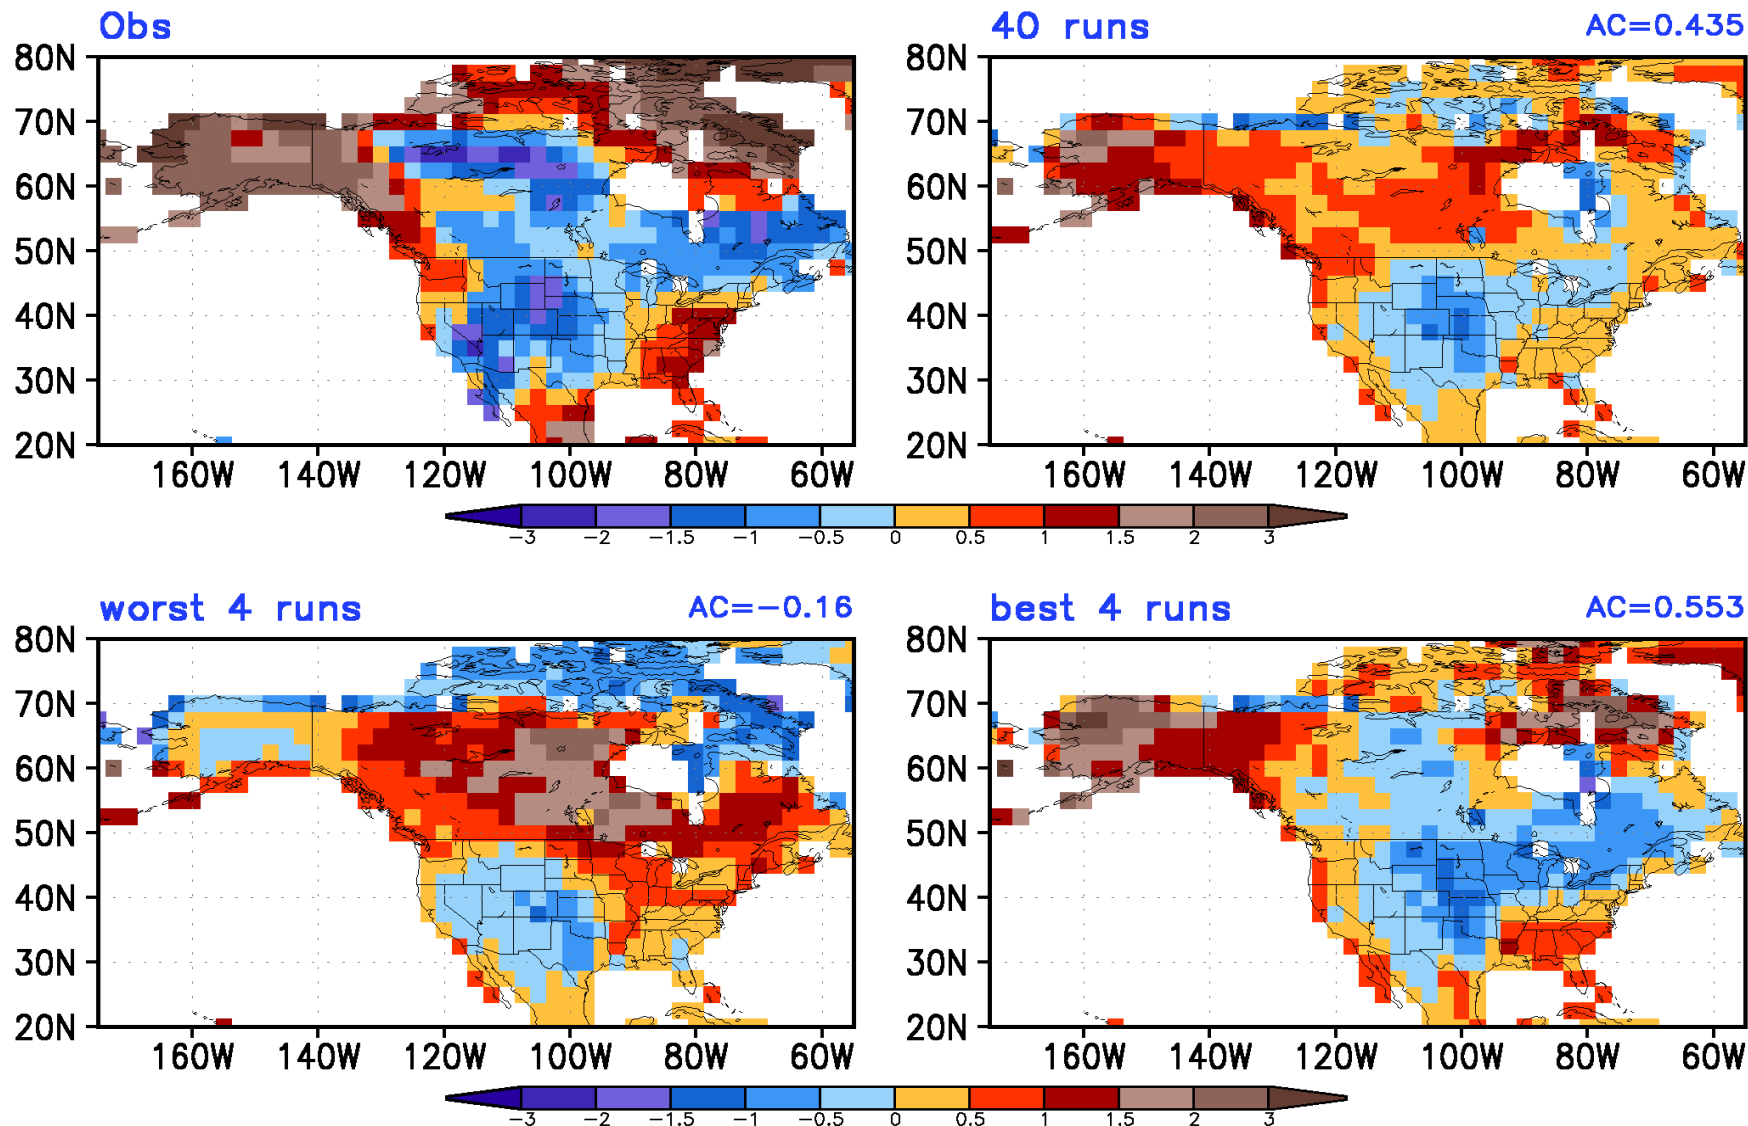 Obs
40 runs AC=0.435
80N 80N
70N 70N
60N 60N
50N 50N
40N 40N
30N 30N
20N 20N
160W 140W 120W 100W 80W 60W 160W 140W 120W 100W 80W 60W
-3 -2 -1.5 -1 -0.5 0 0.5 1 1.5 2 3
worst 4 runs AC=-0.16
best 4 runs AC=0.553
80N 80N
70N 70N
60N 60N
50N 50N
40N 40N
30N 30N
20N 20N
160W 140W 120W 100W 80W 60W 160W 140W 120W 100W 80W 60W
-3 -2 -1.5 -1 -0.5 0 0.5 1 1.5 2 3